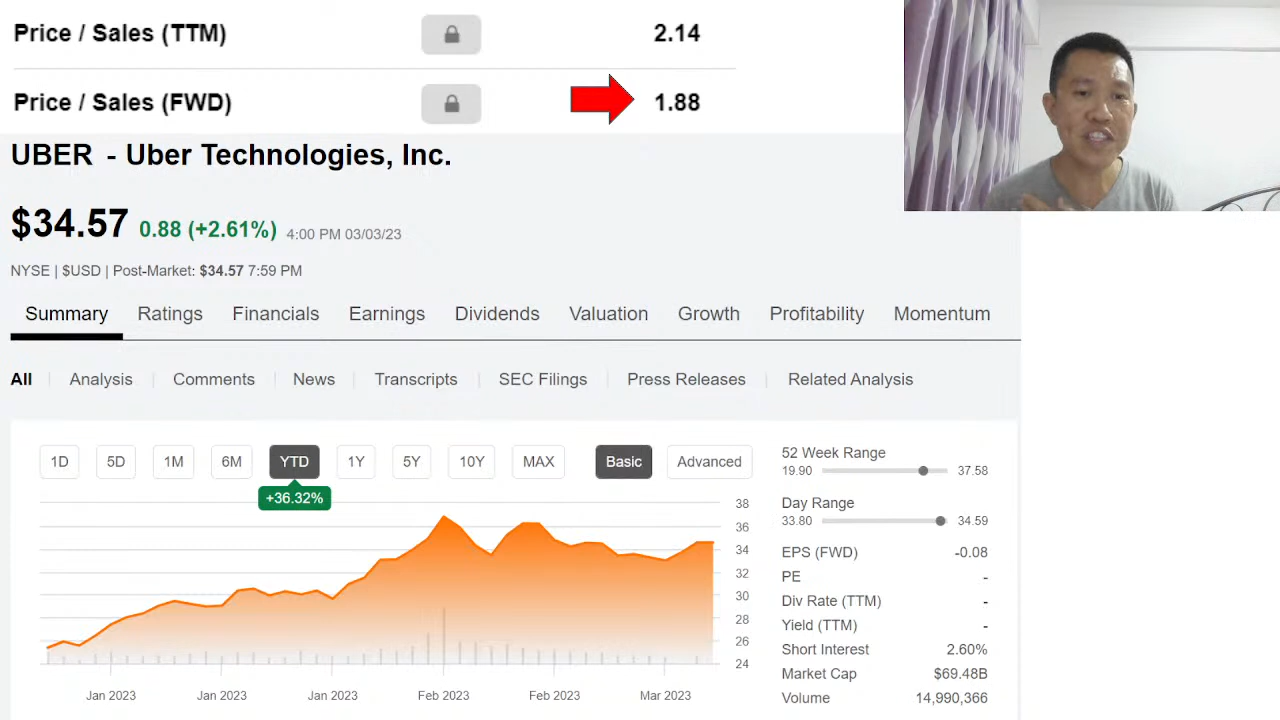 Price / Sales (TTM) 2.14
Price / Sales (FWD) 1.88
UBER - Uber Technologies, Inc.
$34.57 0.88 (+2.61%) 4:00 PM 03/03/23
NYSE | $USD | Post-Market: $34.57 7:59 PM
Summary Ratings Financials Earnings Dividends Valuation Growth Profitability Momentum
All Analysis Comments News Transcripts SEC Filings Press Releases Related Analysis
1D 5D 1M 6M YTD 1Y 5Y 10Y MAX Basic Advanced
+36.32%
38
36
34
32
30
28
26
24
Jan 2023 Jan 2023 Jan 2023 Feb 2023 Feb 2023 Mar 2023
52 Week Range
19.90 37.58
Day Range
33.80 34.59
EPS (FWD) -0.08
PE -
Div Rate (TTM) -
Yield (TTM) -
Short Interest 2.60%
Market Cap $69.48B
Volume 14,990,366